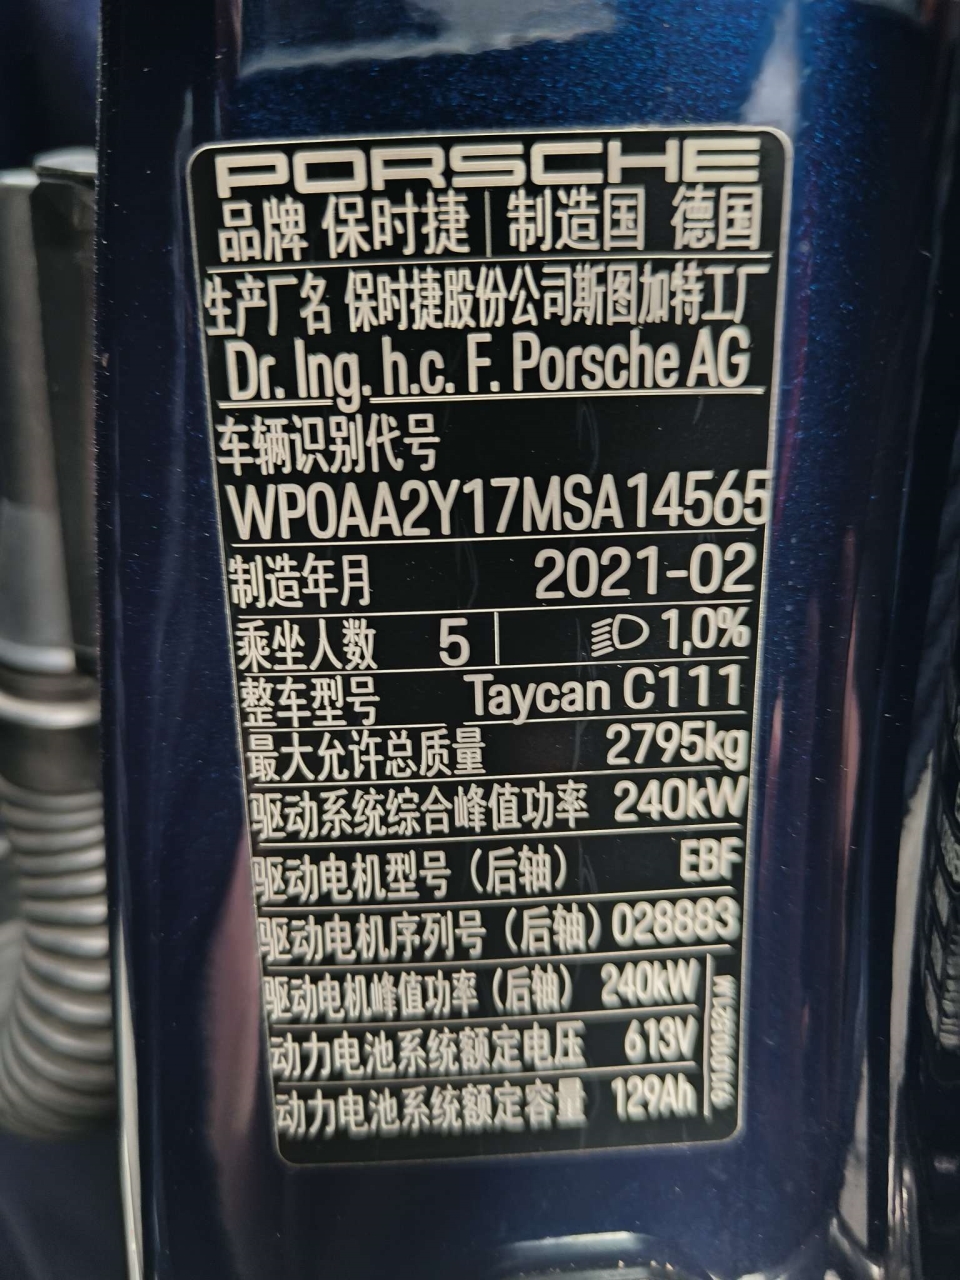 PORSCHE
品牌 保时捷 | 制造国 德国
生产厂名 保时捷股份公司斯图加特工厂
Dr. Ing. h.c. F. Porsche AG
车辆识别代号
WP0AA2Y17MSA14565
制造年月 2021-02
乘坐人数 5 | 1,0%
整车型号 Taycan C111
最大允许总质量 2795kg
驱动系统综合峰值功率 240kW
驱动电机型号（后轴） EBF
驱动电机序列号（后轴）028883
驱动电机峰值功率（后轴） 240kW
动力电池系统额定电压 613V
动力电池系统额定容量 129Ah